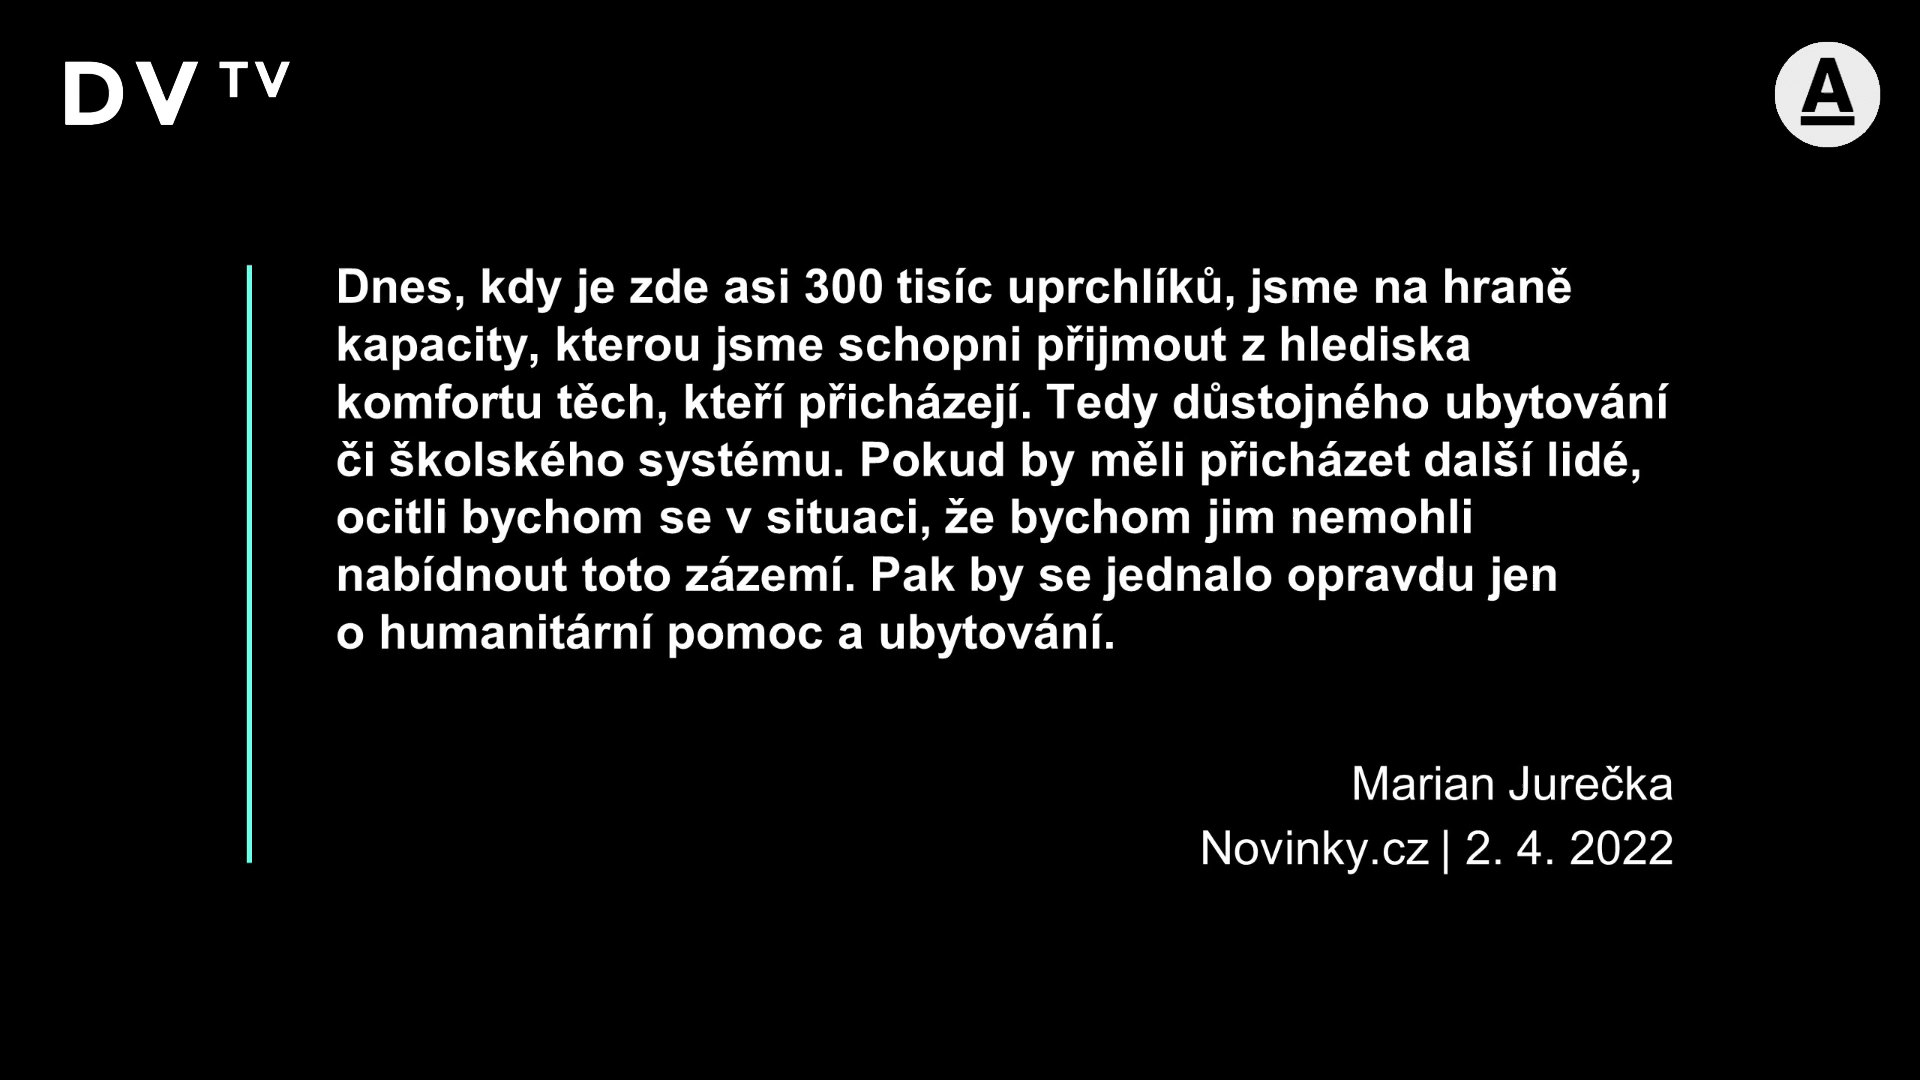 DV TV
A
Dnes, kdy je zde asi 300 tisíc uprchlíků, jsme na hraně
kapacity, kterou jsme schopni přijmout z hlediska
komfortu těch, kteří přicházejí. Tedy důstojného ubytování
či školského systému. Pokud by měli přicházet další lidé,
ocitli bychom se v situaci, že bychom jim nemohli
nabídnout toto zázemí. Pak by se jednalo opravdu jen
o humanitární pomoc a ubytování.
Marian Jurečka
Novinky.cz | 2. 4. 2022